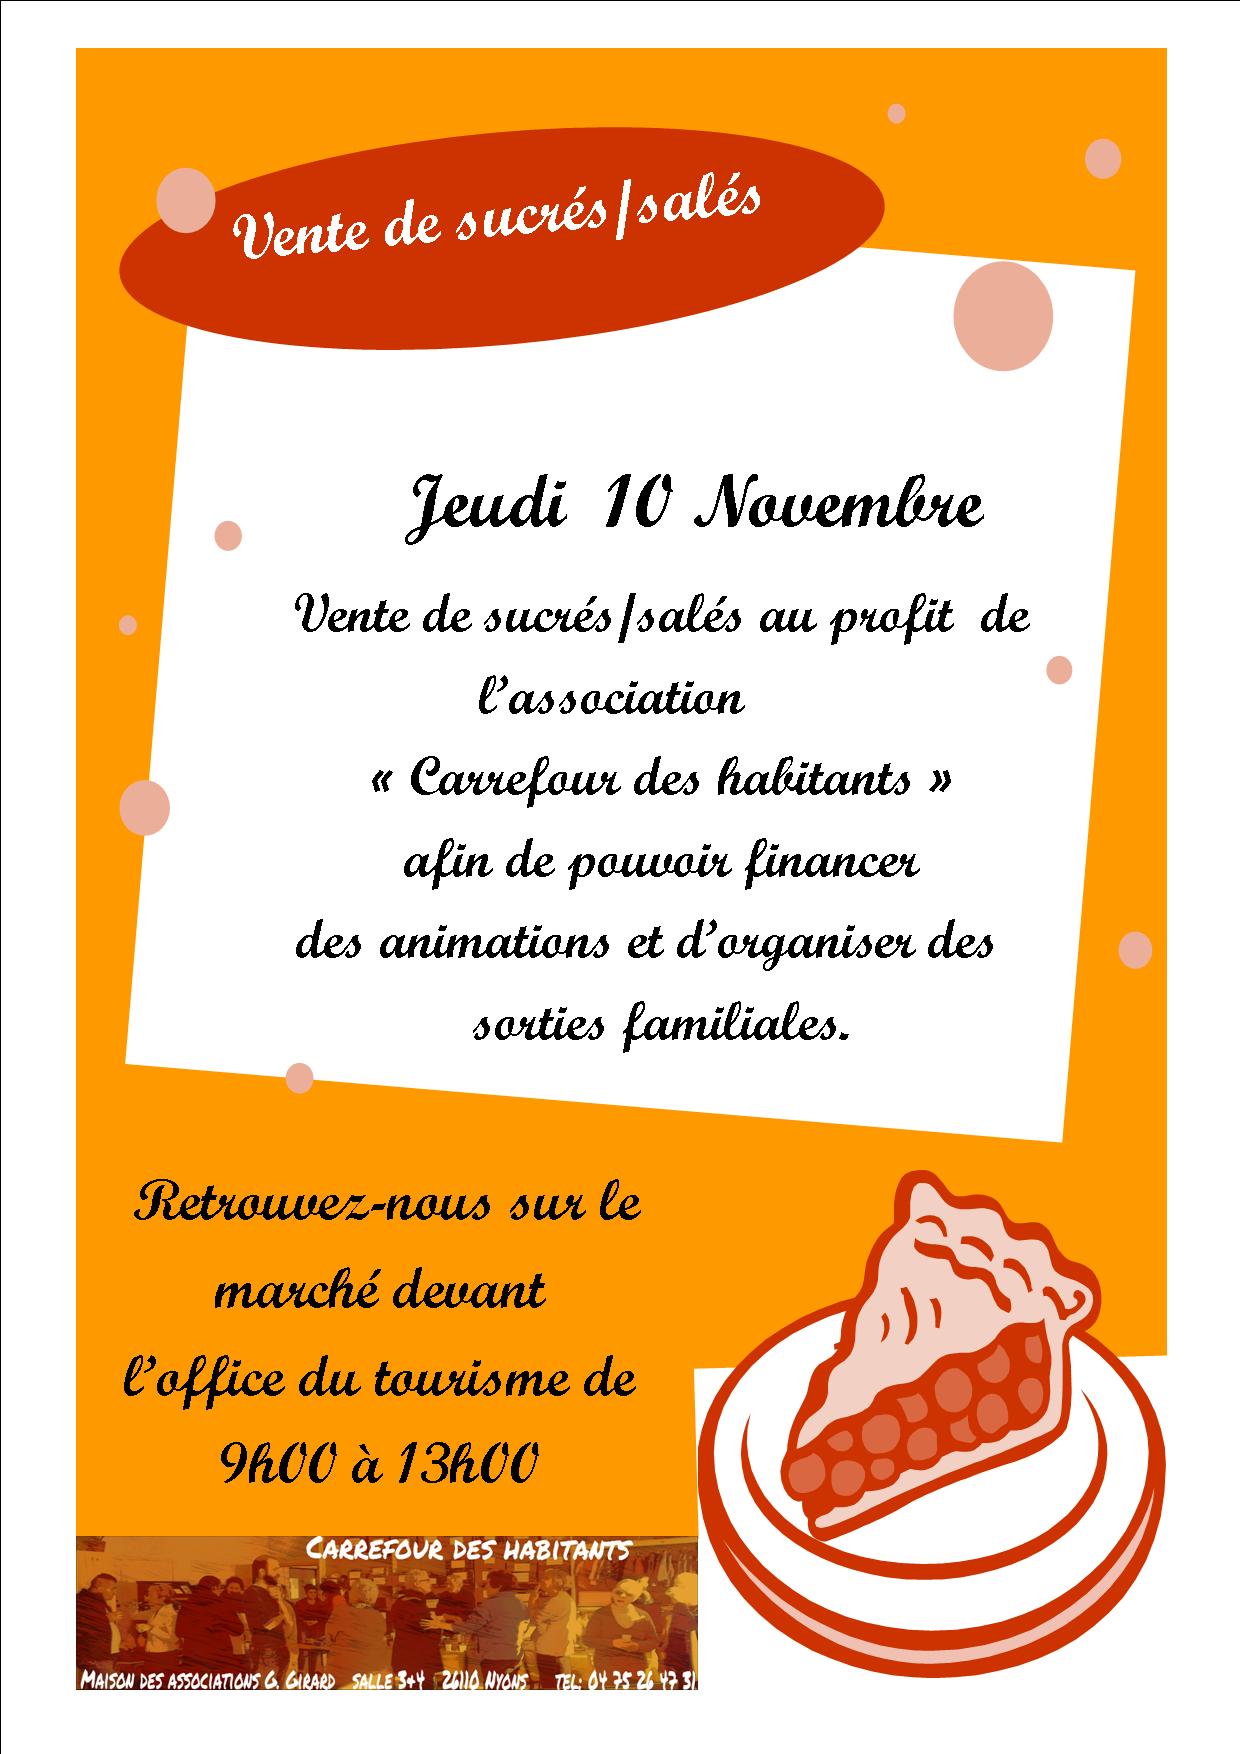 Vente de sucrés/salés
Jeudi 10 Novembre
Vente de sucrés/salés au profit de
l’association
« Carrefour des habitants »
afin de pouvoir financer
des animations et d’organiser des
sorties familiales.
Retrouvez-nous sur le
marché devant
l’office du tourisme de
9h00 à 13h00
Carrefour des habitants
Maison des associations G. Girard salle 3+4 26110 Nyons tel: 04 75 26 47 31